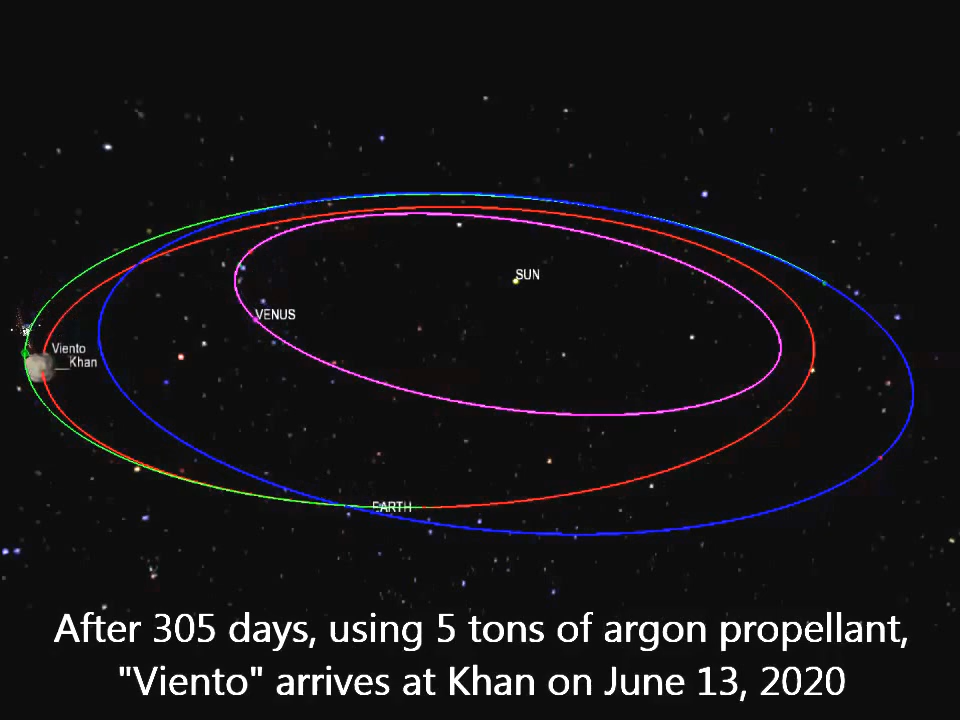 SUN
VENUS
Viento
__Khan
EARTH
After 305 days, using 5 tons of argon propellant,
"Viento" arrives at Khan on June 13, 2020